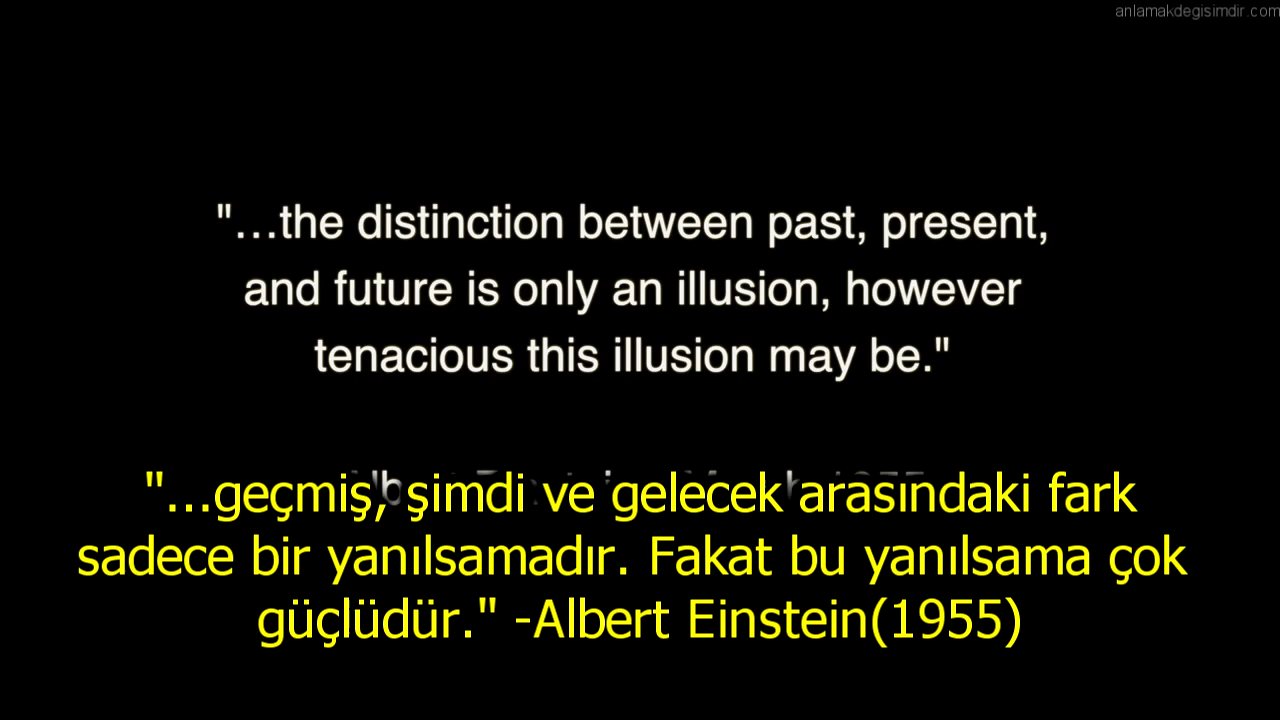 anlamakdegisimdir.com
"...the distinction between past, present,
and future is only an illusion, however
tenacious this illusion may be."
"...geçmiş, şimdi ve gelecek arasındaki fark
sadece bir yanılsamadır. Fakat bu yanılsama çok
güçlüdür." -Albert Einstein(1955)